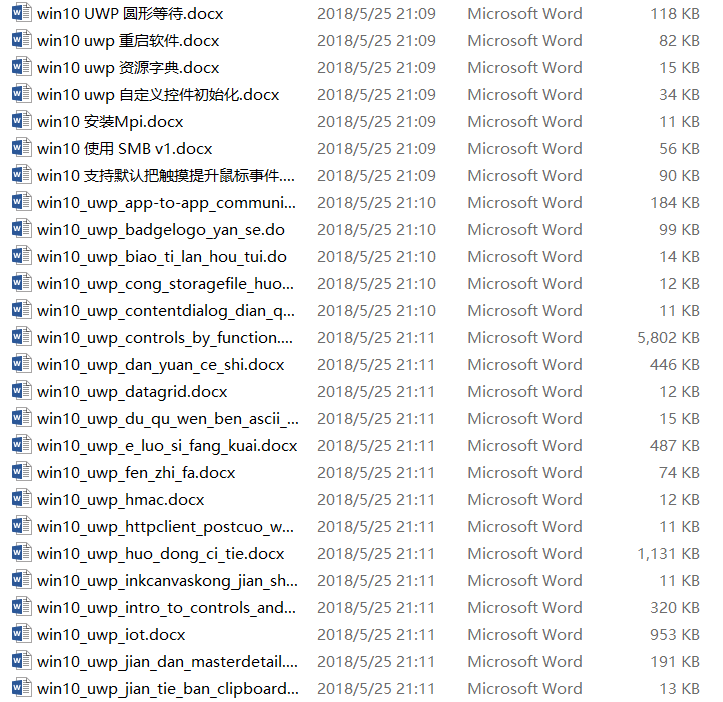 win10 UWP 圆形等待.docx 2018/5/25 21:09 Microsoft Word 118 KB
win10 uwp 重启软件.docx 2018/5/25 21:09 Microsoft Word 82 KB
win10 uwp 资源字典.docx 2018/5/25 21:09 Microsoft Word 15 KB
win10 uwp 自定义控件初始化.docx 2018/5/25 21:09 Microsoft Word 34 KB
win10 安装Mpi.docx 2018/5/25 21:09 Microsoft Word 11 KB
win10 使用 SMB v1.docx 2018/5/25 21:09 Microsoft Word 56 KB
win10 支持默认把触摸提升鼠标事件.... 2018/5/25 21:09 Microsoft Word 90 KB
win10_uwp_app-to-app_communi... 2018/5/25 21:10 Microsoft Word 184 KB
win10_uwp_badgelogo_yan_se.do 2018/5/25 21:10 Microsoft Word 99 KB
win10_uwp_biao_ti_lan_hou_tui.do 2018/5/25 21:10 Microsoft Word 14 KB
win10_uwp_cong_storagefile_huo... 2018/5/25 21:10 Microsoft Word 12 KB
win10_uwp_contentdialog_dian_q... 2018/5/25 21:10 Microsoft Word 11 KB
win10_uwp_controls_by_function.... 2018/5/25 21:11 Microsoft Word 5,802 KB
win10_uwp_dan_yuan_ce_shi.docx 2018/5/25 21:11 Microsoft Word 446 KB
win10_uwp_datagrid.docx 2018/5/25 21:11 Microsoft Word 12 KB
win10_uwp_du_qu_wen_ben_ascii_... 2018/5/25 21:11 Microsoft Word 15 KB
win10_uwp_e_luo_si_fang_kuai.docx 2018/5/25 21:11 Microsoft Word 487 KB
win10_uwp_fen_zhi_fa.docx 2018/5/25 21:11 Microsoft Word 74 KB
win10_uwp_hmac.docx 2018/5/25 21:11 Microsoft Word 12 KB
win10_uwp_httpclient_postcuo_w... 2018/5/25 21:11 Microsoft Word 11 KB
win10_uwp_huo_dong_ci_tie.docx 2018/5/25 21:11 Microsoft Word 1,131 KB
win10_uwp_inkcanvaskong_jian_sh... 2018/5/25 21:11 Microsoft Word 11 KB
win10_uwp_intro_to_controls_and... 2018/5/25 21:11 Microsoft Word 320 KB
win10_uwp_iot.docx 2018/5/25 21:11 Microsoft Word 953 KB
win10_uwp_jian_dan_masterdetail.... 2018/5/25 21:11 Microsoft Word 191 KB
win10_uwp_jian_tie_ban_clipboard... 2018/5/25 21:11 Microsoft Word 13 KB